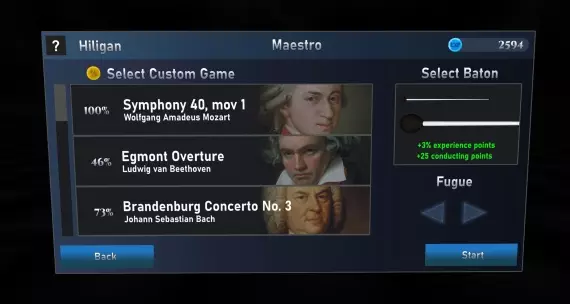 ?
Hiligan
Maestro
CP
2594
Select Custom Game
100%
Symphony 40, mov 1
Wolfgang Amadeus Mozart
46%
Egmont Overture
Ludwig van Beethoven
73%
Brandenburg Concerto No. 3
Johann Sebastian Bach
Select Baton
+3% experience points
+25 conducting points
Fugue
Back
Start